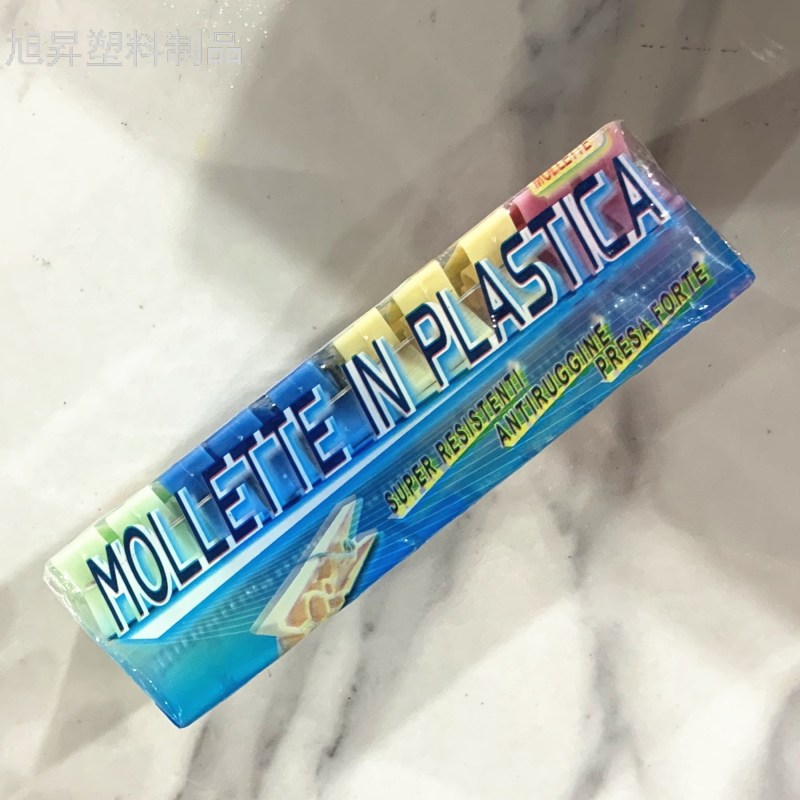 旭昇塑料制品
MOLLETTE
MOLLETTE IN PLASTICA
SUPER RESISTENTI
ANTIRUGGINE
PRESA FORTE